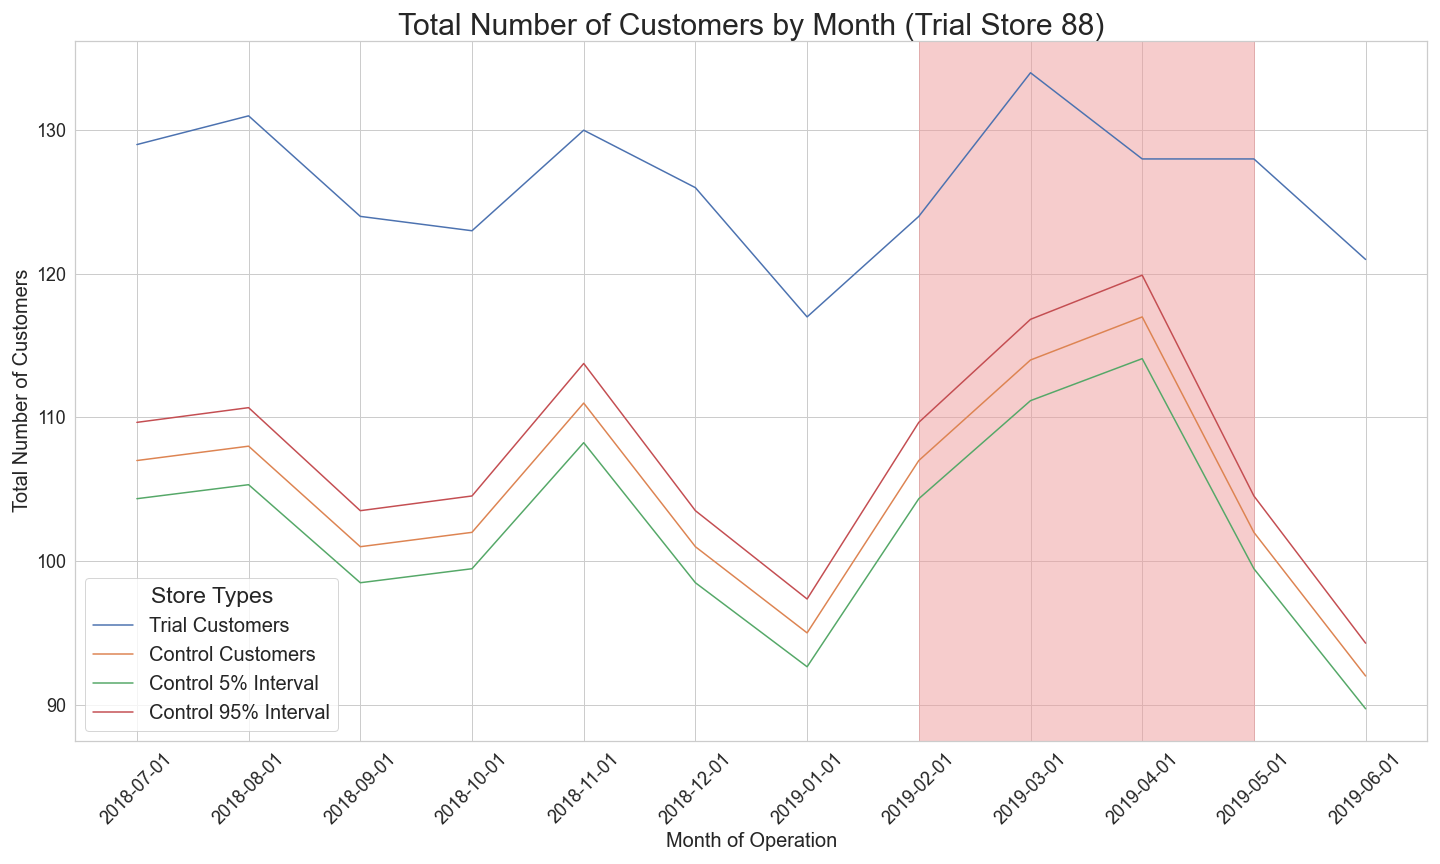 Total Number of Customers by Month (Trial Store 88)
Total Number of Customers
130
120
110
100
90
Store Types
Trial Customers
Control Customers
Control 5% Interval
Control 95% Interval
2018-07-01
2018-08-01
2018-09-01
2018-10-01
2018-11-01
2018-12-01
2019-01-01
2019-02-01
2019-03-01
2019-04-01
2019-05-01
2019-06-01
Month of Operation